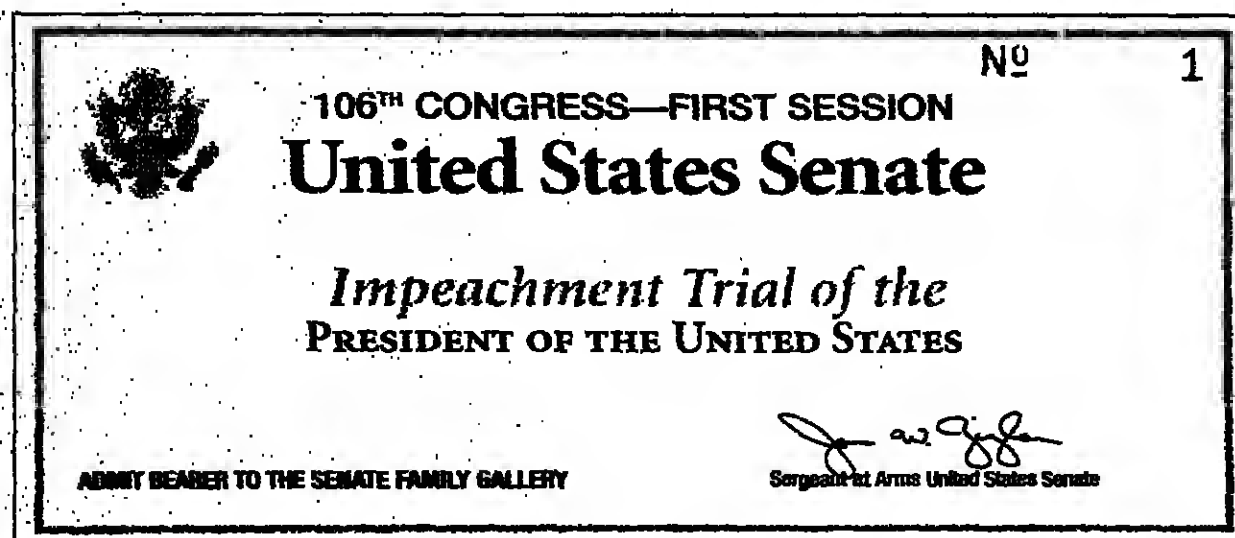 Nº 1
106TH CONGRESS—FIRST SESSION
United States Senate
Impeachment Trial of the
PRESIDENT OF THE UNITED STATES
ADMIT BEARER TO THE SENATE FAMILY GALLERY
Sergeant at Arms United States Senate